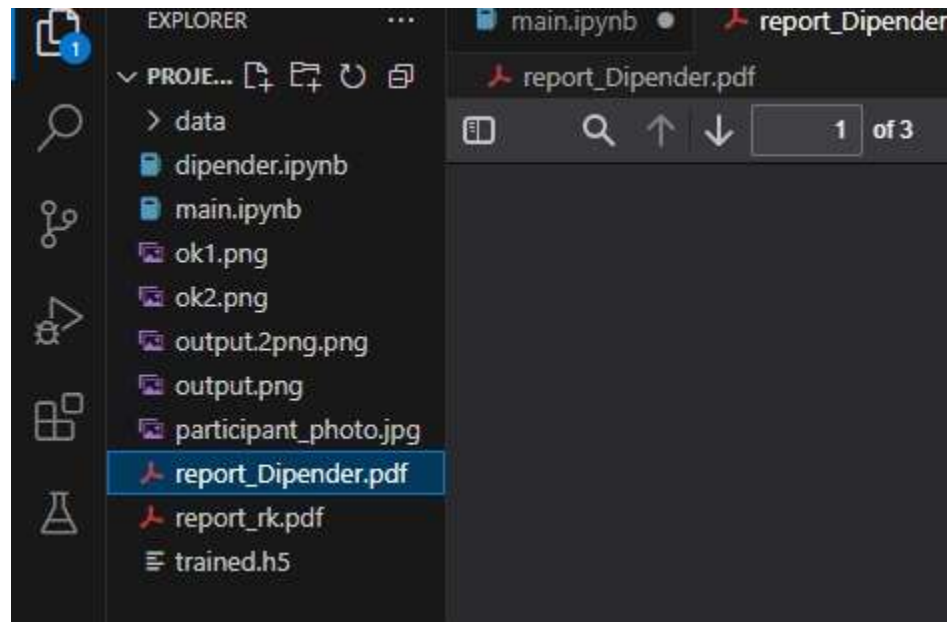 EXPLORER ...
main.ipynb
report_Dipender
PROJE...
report_Dipender.pdf
data
1 of 3
dipender.ipynb
main.ipynb
ok1.png
ok2.png
output.2png.png
output.png
participant_photo.jpg
report_Dipender.pdf
report_rk.pdf
trained.h5
1